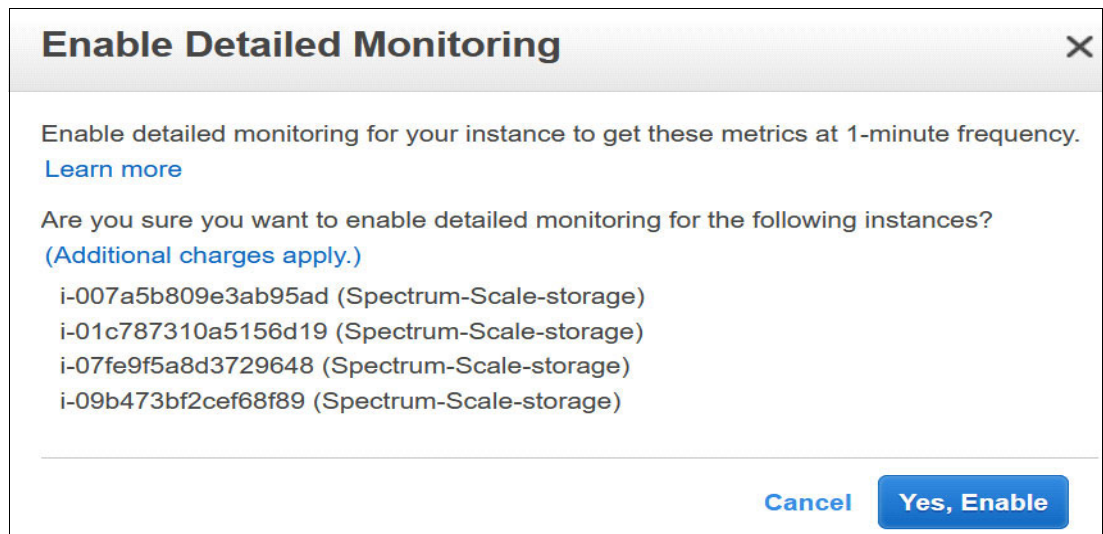 Enable Detailed Monitoring
Enable detailed monitoring for your instance to get these metrics at 1-minute frequency.
Learn more
Are you sure you want to enable detailed monitoring for the following instances?
(Additional charges apply.)
i-007a5b809e3ab95ad (Spectrum-Scale-storage)
i-01c787310a5156d19 (Spectrum-Scale-storage)
i-07fe9f5a8d3729648 (Spectrum-Scale-storage)
i-09b473bf2cef68f89 (Spectrum-Scale-storage)
Cancel Yes, Enable